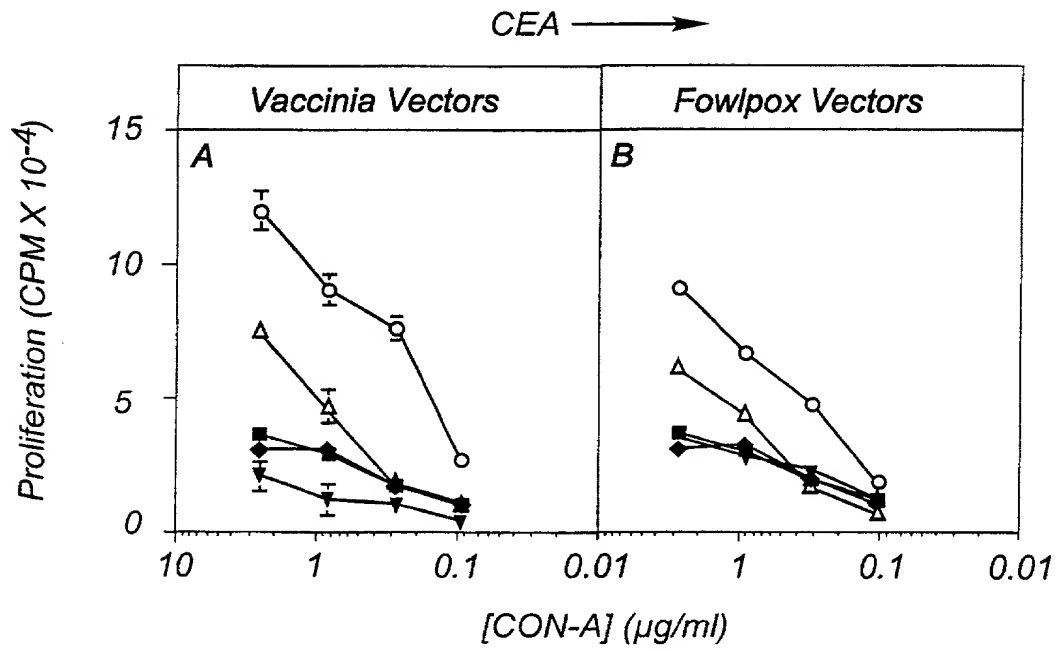 CEA
Vaccinia Vectors
Fowlpox Vectors
Proliferation (CPM X 10-4)
15
10
5
0
A
B
10
1
0.1
0.01
1
0.1
0.01
[CON-A] (µg/ml)